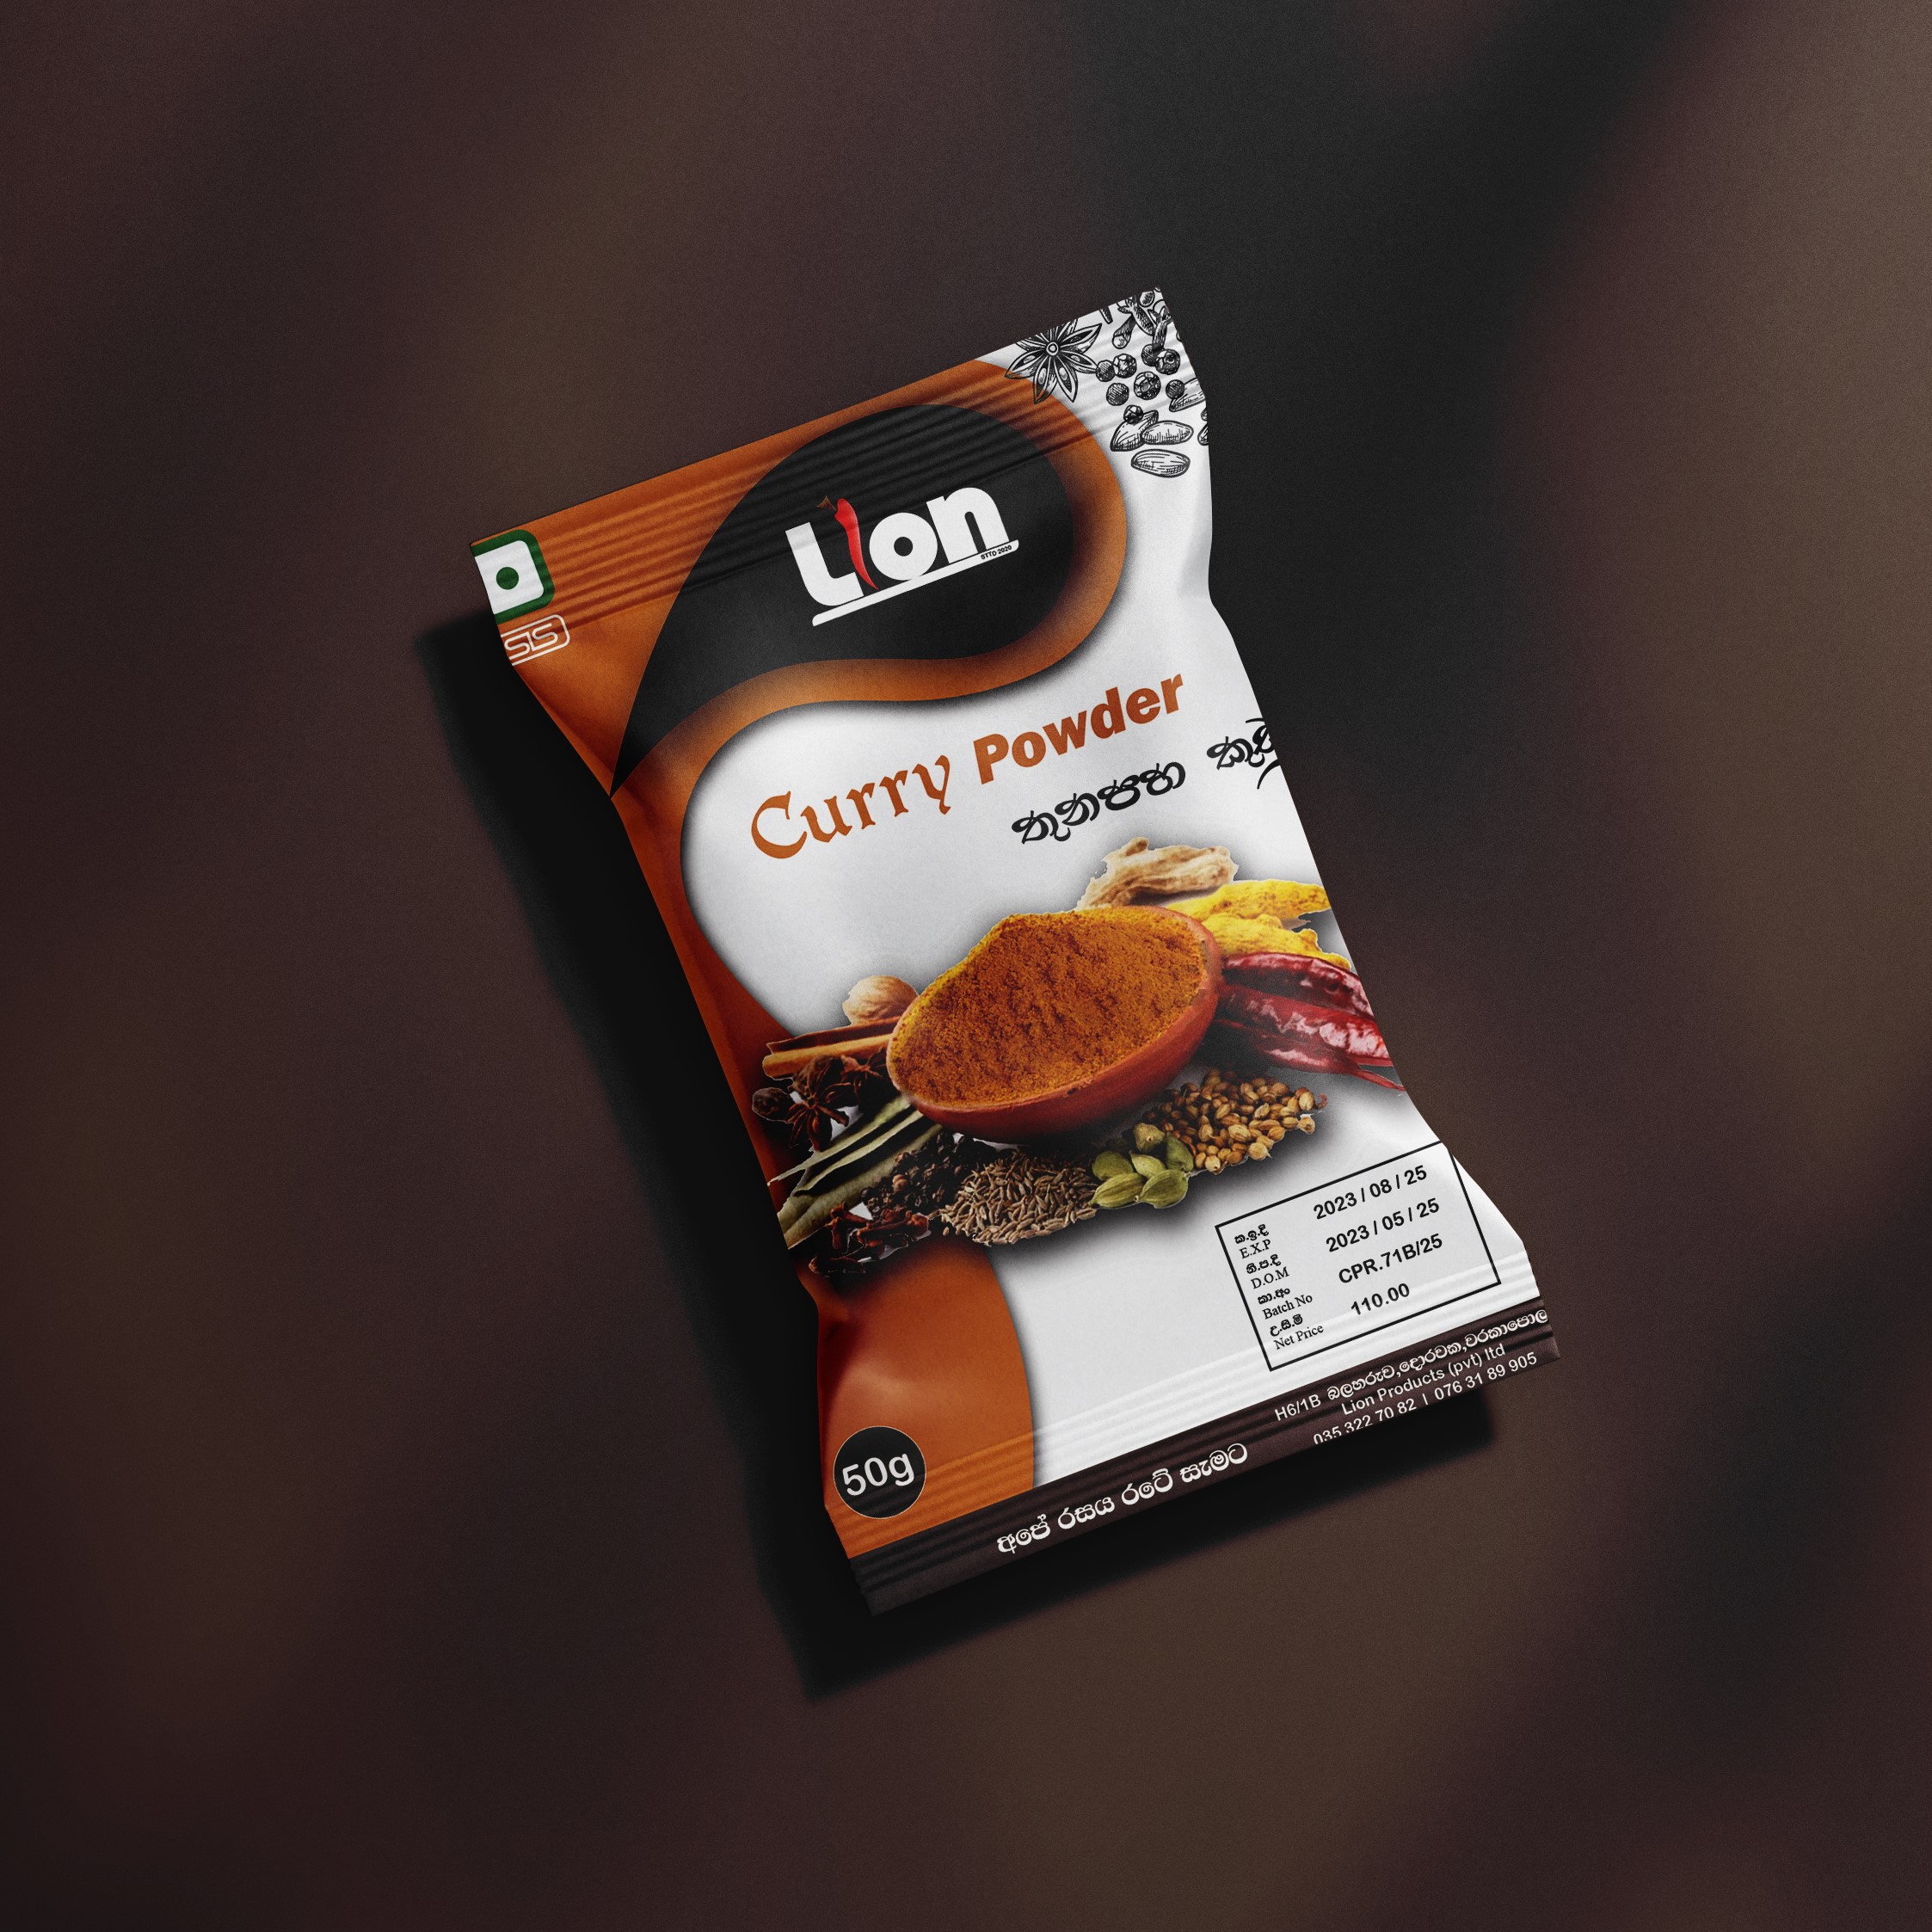 Lion
STTD 2020
SLS
Curry Powder
තුනපහ
ක.ඉ.දි
E.X.P 2023 / 08 / 25
නි.ප.දි
D.O.M 2023 / 05 / 25
කා.අං
Batch No CPR.71B/25
උ.සි.මි
Net Price 110.00
H6/1B බලහරුව,දොරවක,වරකාපොල
Lion Products (pvt) ltd
035 322 70 82 | 076 31 89 905
50g
අපේ රසය රටේ සැමට